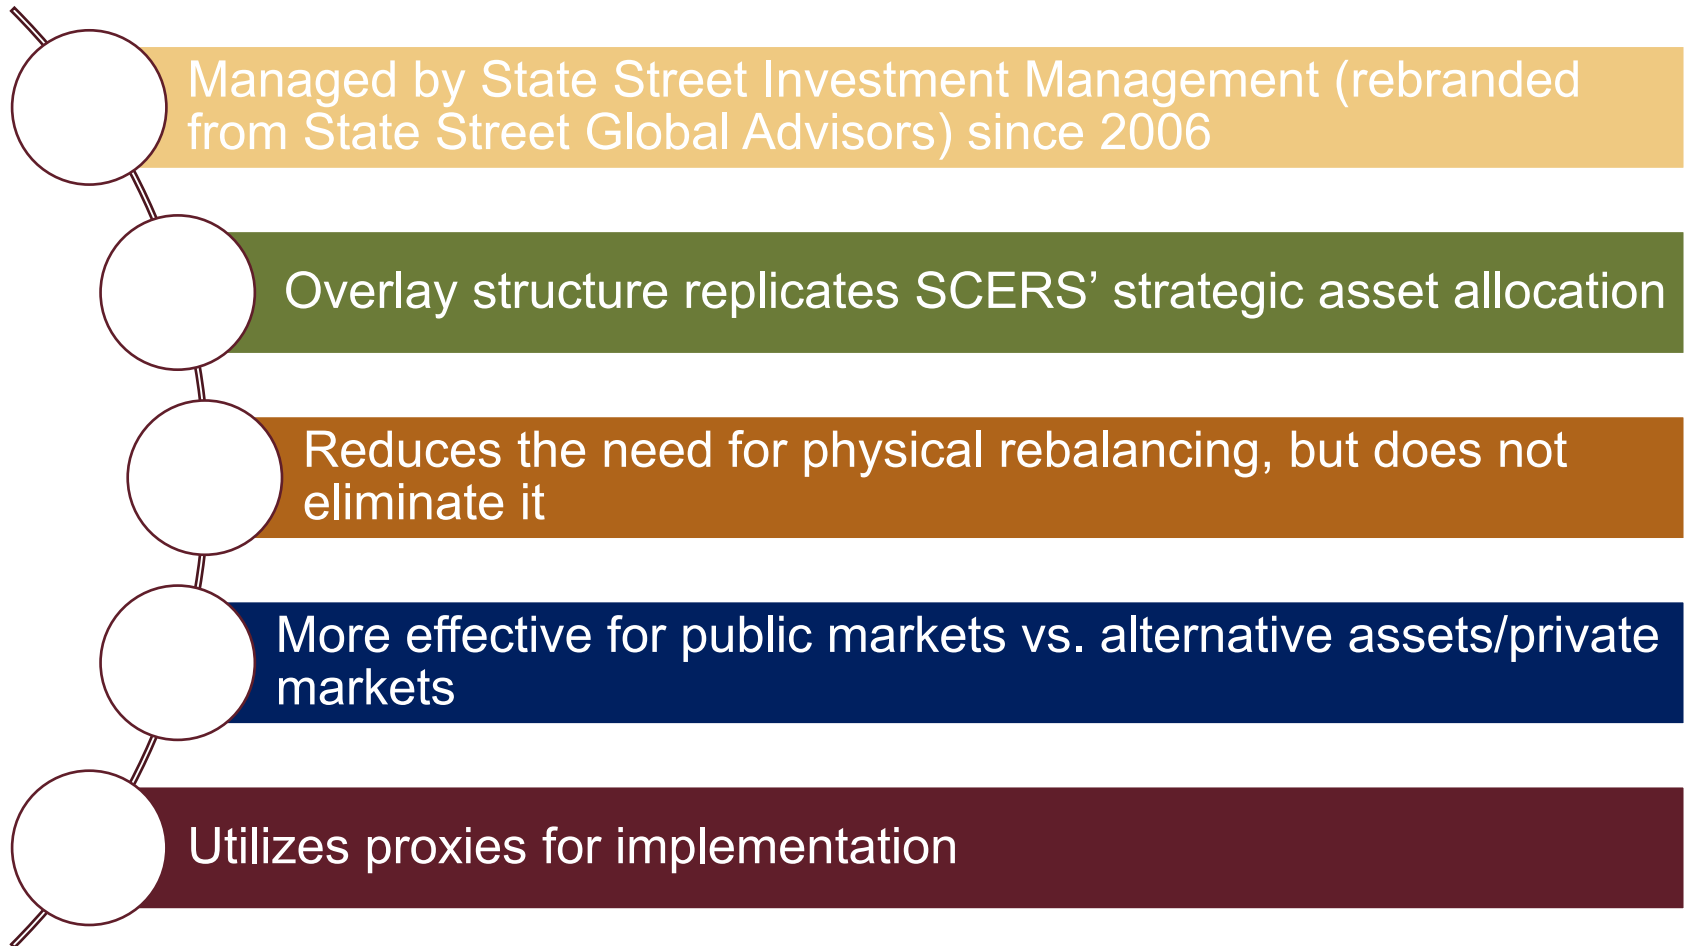 Managed by State Street Investment Management (rebranded
from State Street Global Advisors) since 2006
Overlay structure replicates SCERS’ strategic asset allocation
Reduces the need for physical rebalancing, but does not
eliminate it
More effective for public markets vs. alternative assets/private
markets
Utilizes proxies for implementation